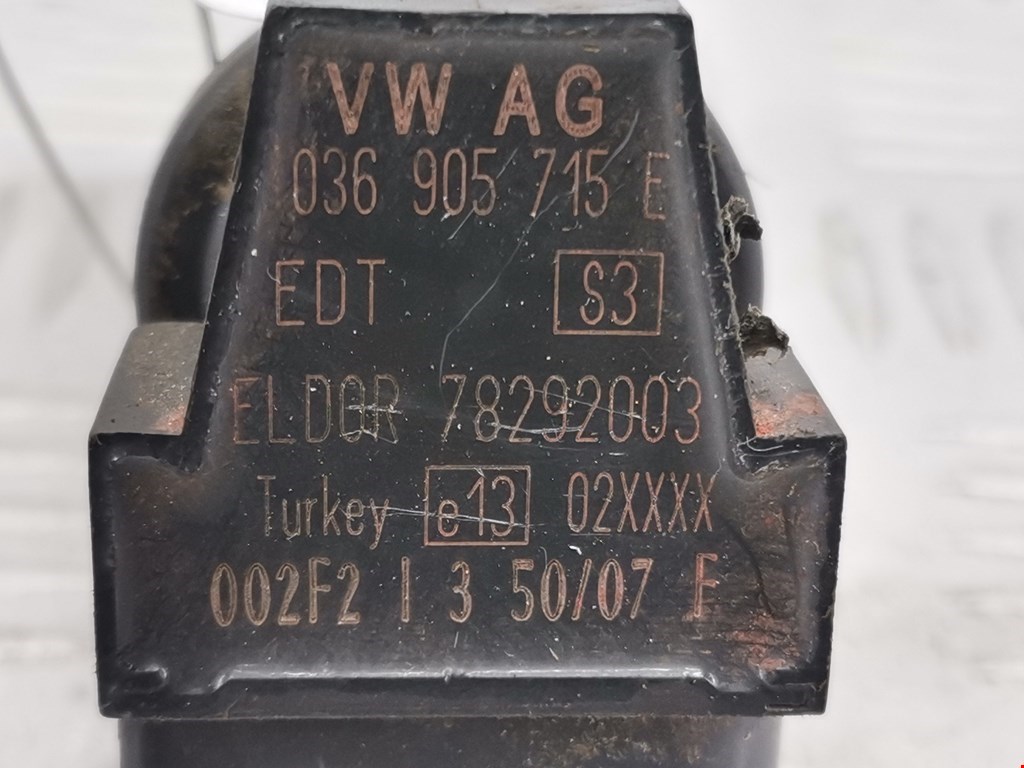 VW AG
036 905 715 E
EDT S3
ELDOR 78292003
Turkey e13 02XXXX
002F2 I 3 50/07 F